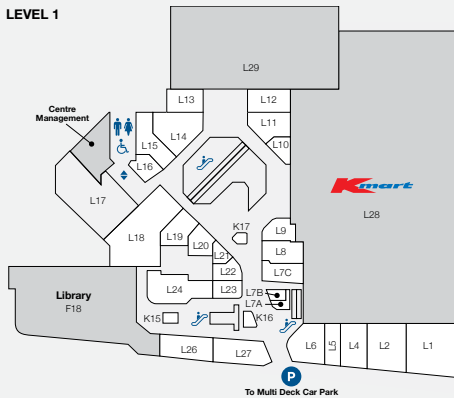 LEVEL 1
L29
L13
L12
Centre
Management
L11
L14
L15
L10
L16
Kmart
L17
L28
K17
L9
L18
L19
L20
L8
L21
L22
L7C
L24
L23
L7B
L7A
Library
F18
K15
K16
L26
L27
L6
L5
L4
L2
L1
P
To Multi Deck Car Park